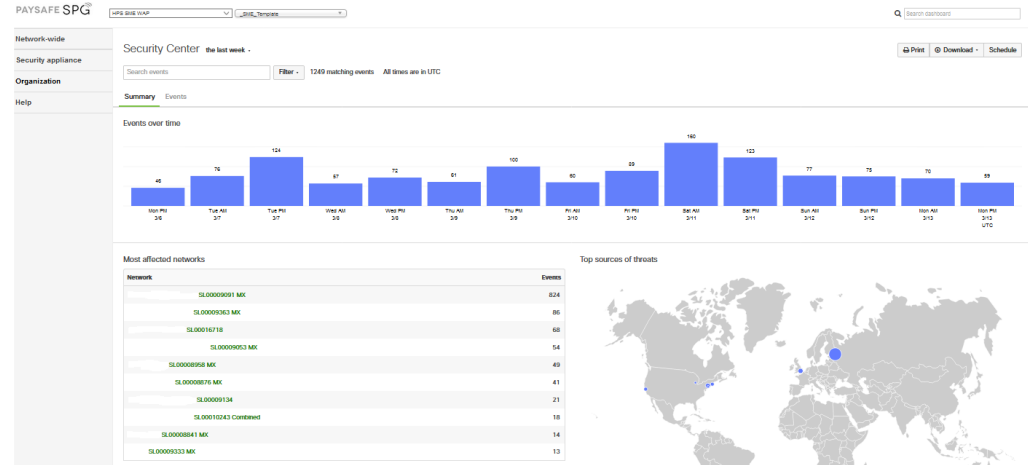 PAYSAFE SPG
HPS SME WAP
_SME_Template
Search dashboard
Network-wide
Security appliance
Organization
Help
Security Center the last week
Print Download Schedule
Search events Filter 1249 matching events All times are in UTC
Summary Events
Events over time
46 76 124 57 72 61 100 60 89 160 123 77 75 70 59
Mon PM Tue AM Tue PM Wed AM Wed PM Thu AM Thu PM Fri AM Fri PM Sat AM Sat PM Sun AM Sun PM Mon AM Mon PM
3/6 3/7 3/7 3/8 3/8 3/9 3/9 3/10 3/10 3/11 3/11 3/12 3/12 3/13 3/13
UTC
Most affected networks Top sources of threats
Network Events
SL00009091 MX 824
SL00009363 MX 86
SL00016718 68
SL00009053 MX 54
SL00008958 MX 49
SL00008876 MX 41
SL00009134 21
SL00010243 Combined 18
SL00008841 MX 14
SL00009333 MX 13